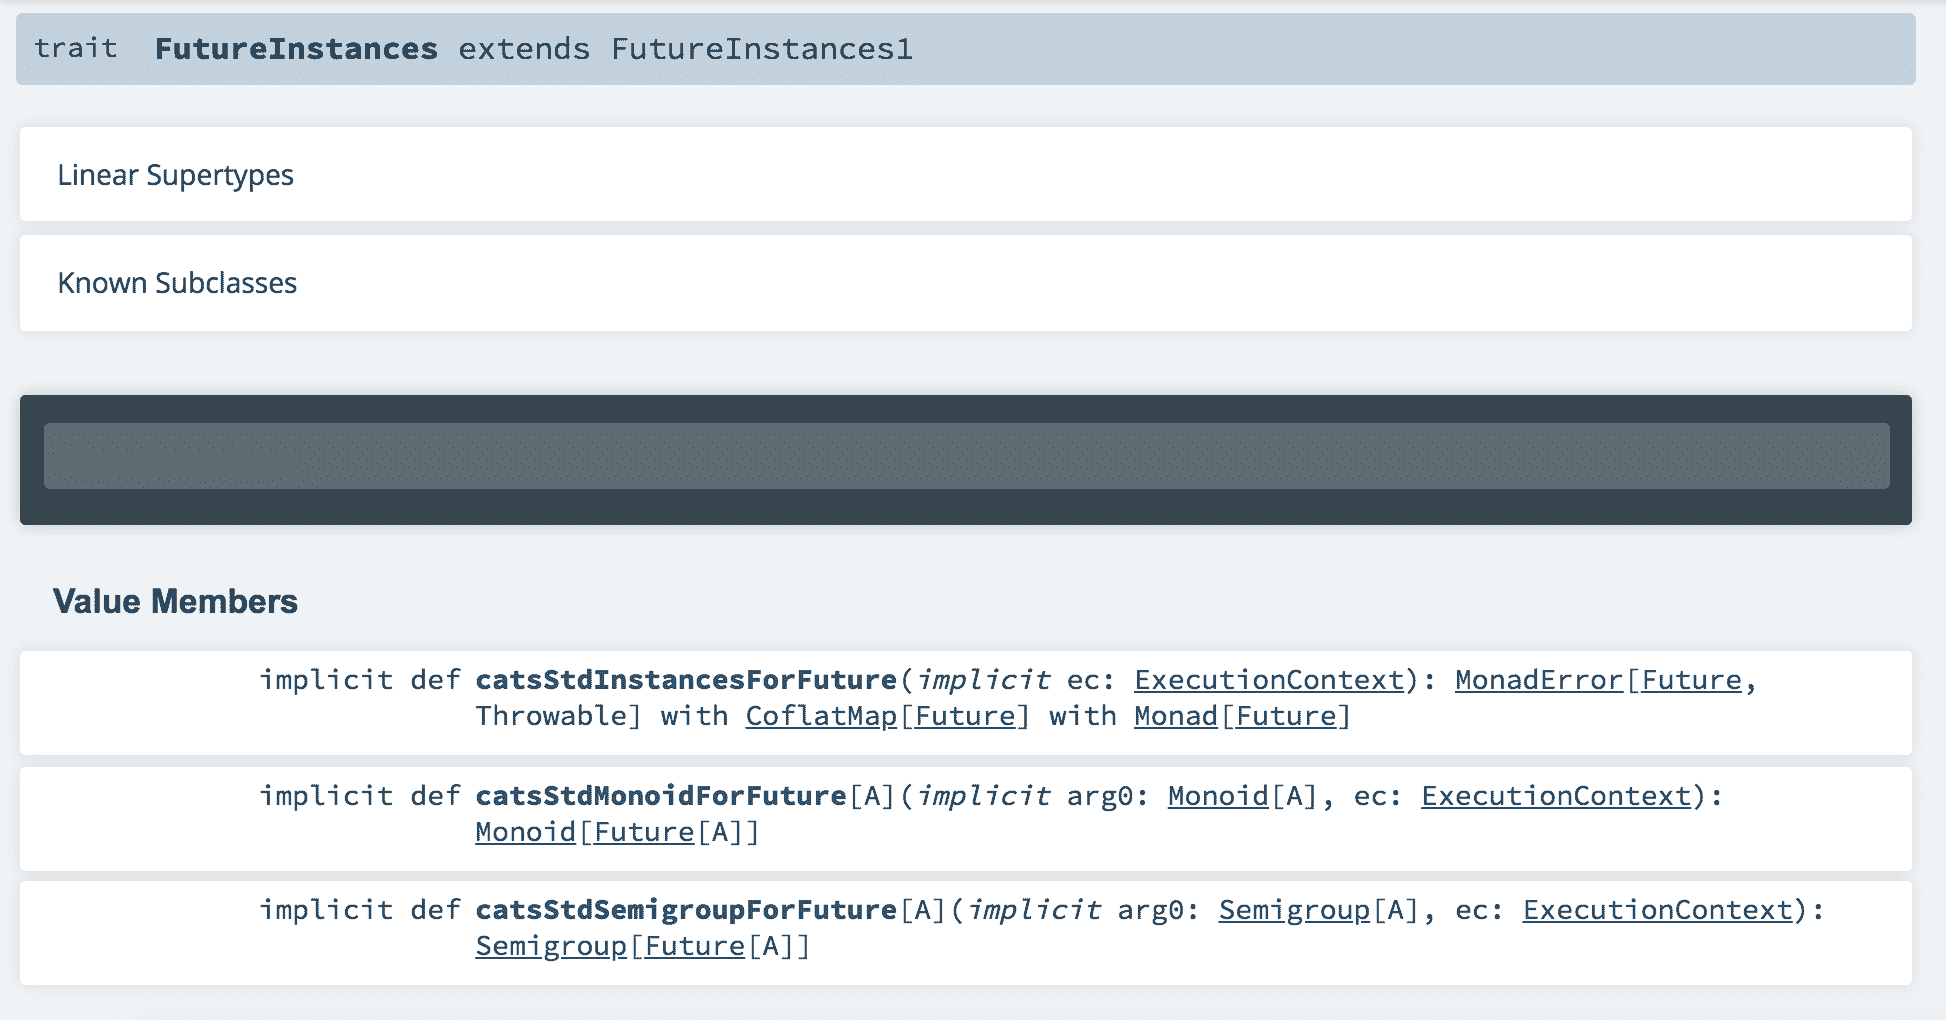 trait FutureInstances extends FutureInstances1
Linear Supertypes
Known Subclasses
Value Members
implicit def catsStdInstancesForFuture(implicit ec: ExecutionContext): MonadError[Future,
Throwable] with CoflatMap[Future] with Monad[Future]
implicit def catsStdMonoidForFuture[A](implicit arg0: Monoid[A], ec: ExecutionContext):
Monoid[Future[A]]
implicit def catsStdSemigroupForFuture[A](implicit arg0: Semigroup[A], ec: ExecutionContext):
Semigroup[Future[A]]